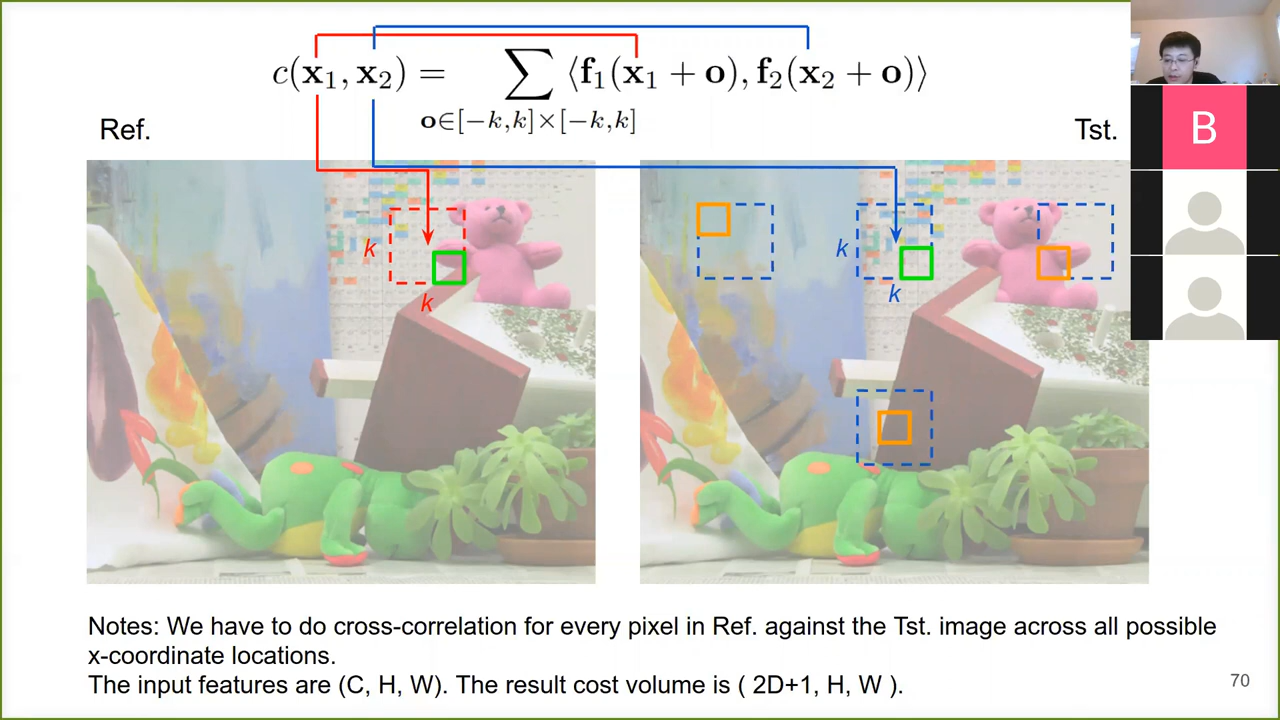 c(x₁, x₂) = ∑ ⟨f₁(x₁ + o), f₂(x₂ + o)⟩
o∈[−k,k]×[−k,k]
Ref.
Tst.
B
k
k
k
k
Notes: We have to do cross-correlation for every pixel in Ref. against the Tst. image across all possible
x-coordinate locations.
The input features are (C, H, W). The result cost volume is ( 2D+1, H, W ).
70